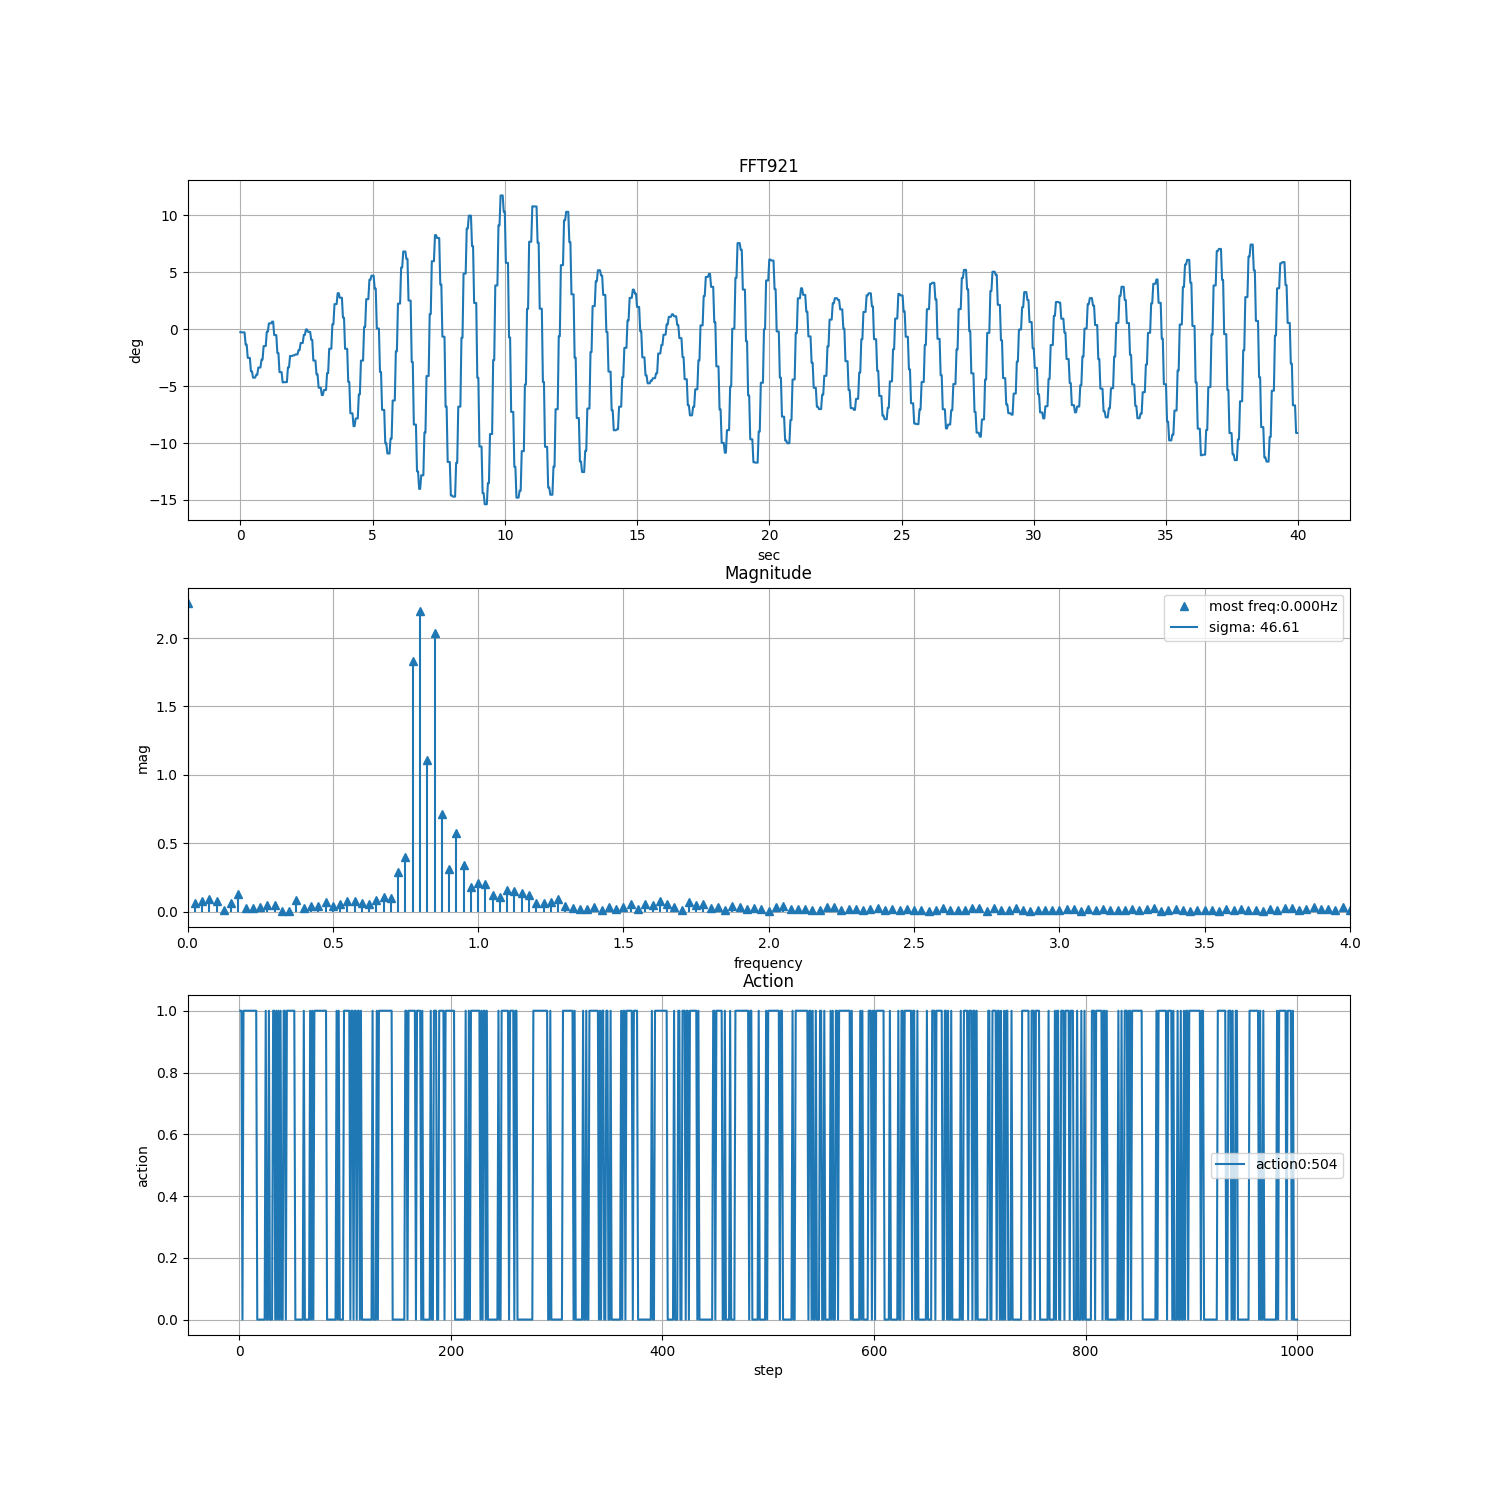 FFT921
10
5
0
−5
−10
−15
deg
0 5 10 15 20 25 30 35 40
sec
Magnitude
most freq:0.000Hz
sigma: 46.61
2.0
1.5
1.0
0.5
0.0
mag
0.0 0.5 1.0 1.5 2.0 2.5 3.0 3.5 4.0
frequency
Action
1.0
0.8
0.6
0.4
0.2
0.0
action
action0:504
0 200 400 600 800 1000
step